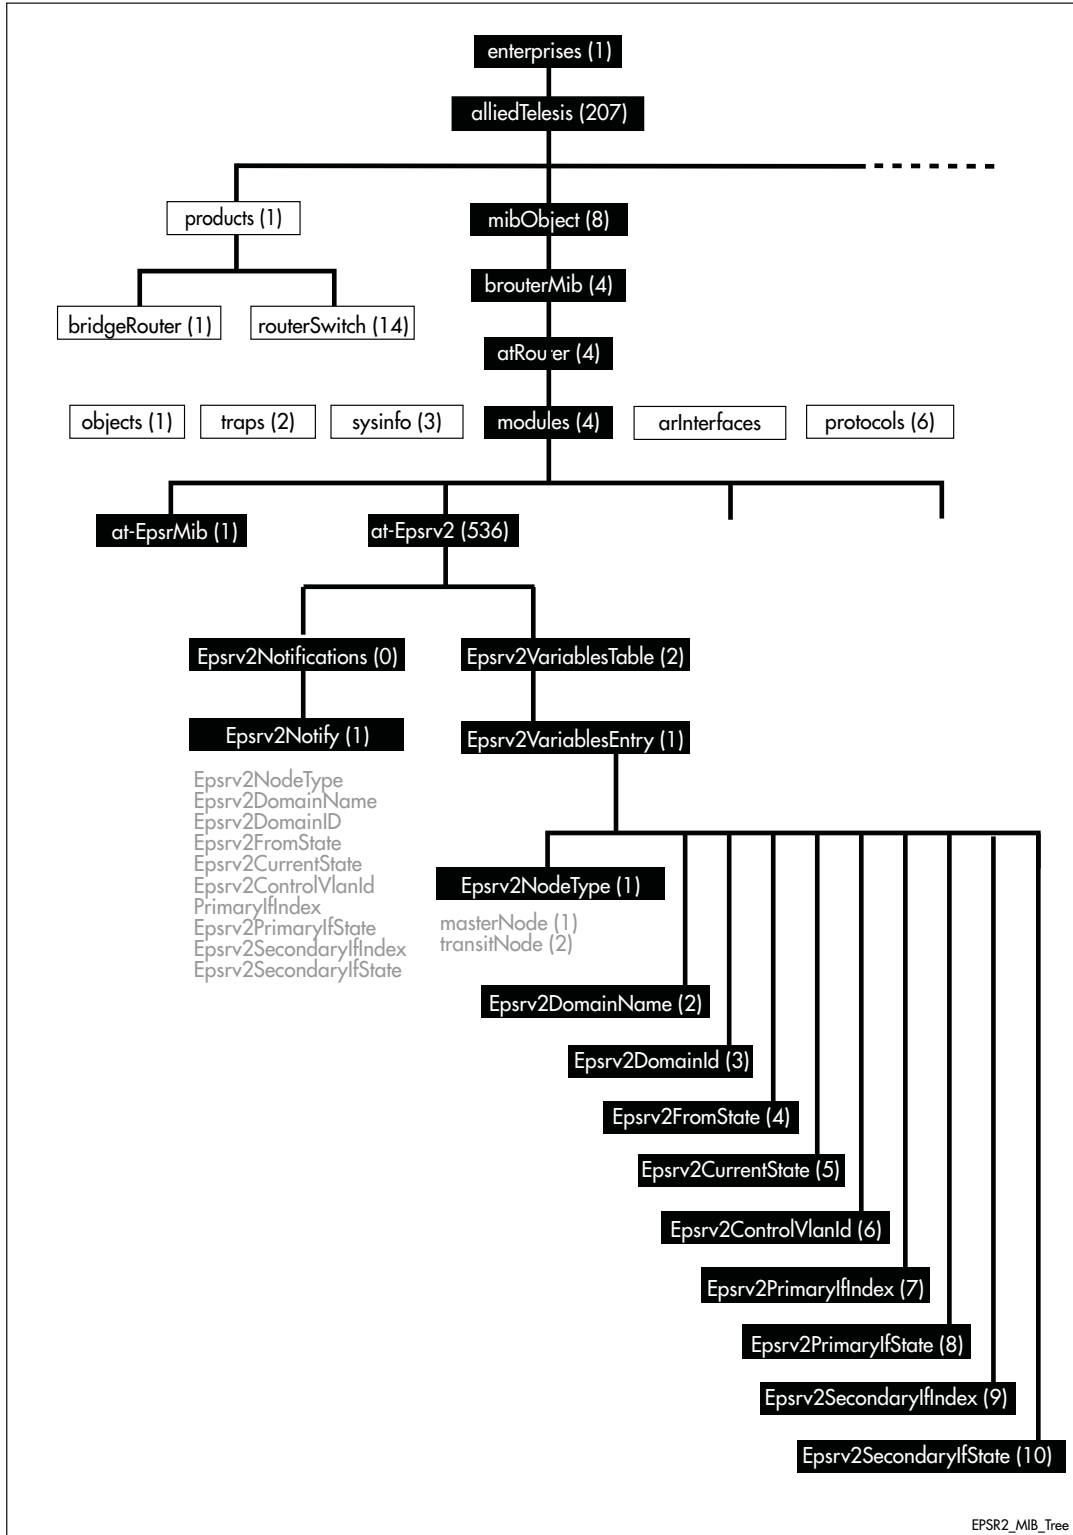 enterprises (1)
alliedTelesis (207)
products (1)
mibObject (8)
brouterMib (4)
bridgeRouter (1)
routerSwitch (14)
atRouter (4)
objects (1)
traps (2)
sysinfo (3)
modules (4)
arInterfaces
protocols (6)
at-EpsrMib (1)
at-Epsrv2 (536)
Epsrv2Notifications (0)
Epsrv2VariablesTable (2)
Epsrv2Notify (1)
Epsrv2VariablesEntry (1)
Epsrv2NodeType
Epsrv2DomainName
Epsrv2DomainID
Epsrv2FromState
Epsrv2CurrentState
Epsrv2ControlVlanId
PrimaryIfIndex
Epsrv2PrimaryIfState
Epsrv2SecondaryIfIndex
Epsrv2SecondaryIfState
Epsrv2NodeType (1)
masterNode (1)
transitNode (2)
Epsrv2DomainName (2)
Epsrv2DomainId (3)
Epsrv2FromState (4)
Epsrv2CurrentState (5)
Epsrv2ControlVlanId (6)
Epsrv2PrimaryIfIndex (7)
Epsrv2PrimaryIfState (8)
Epsrv2SecondaryIfIndex (9)
Epsrv2SecondaryIfState (10)
EPSR2_MIB_Tree